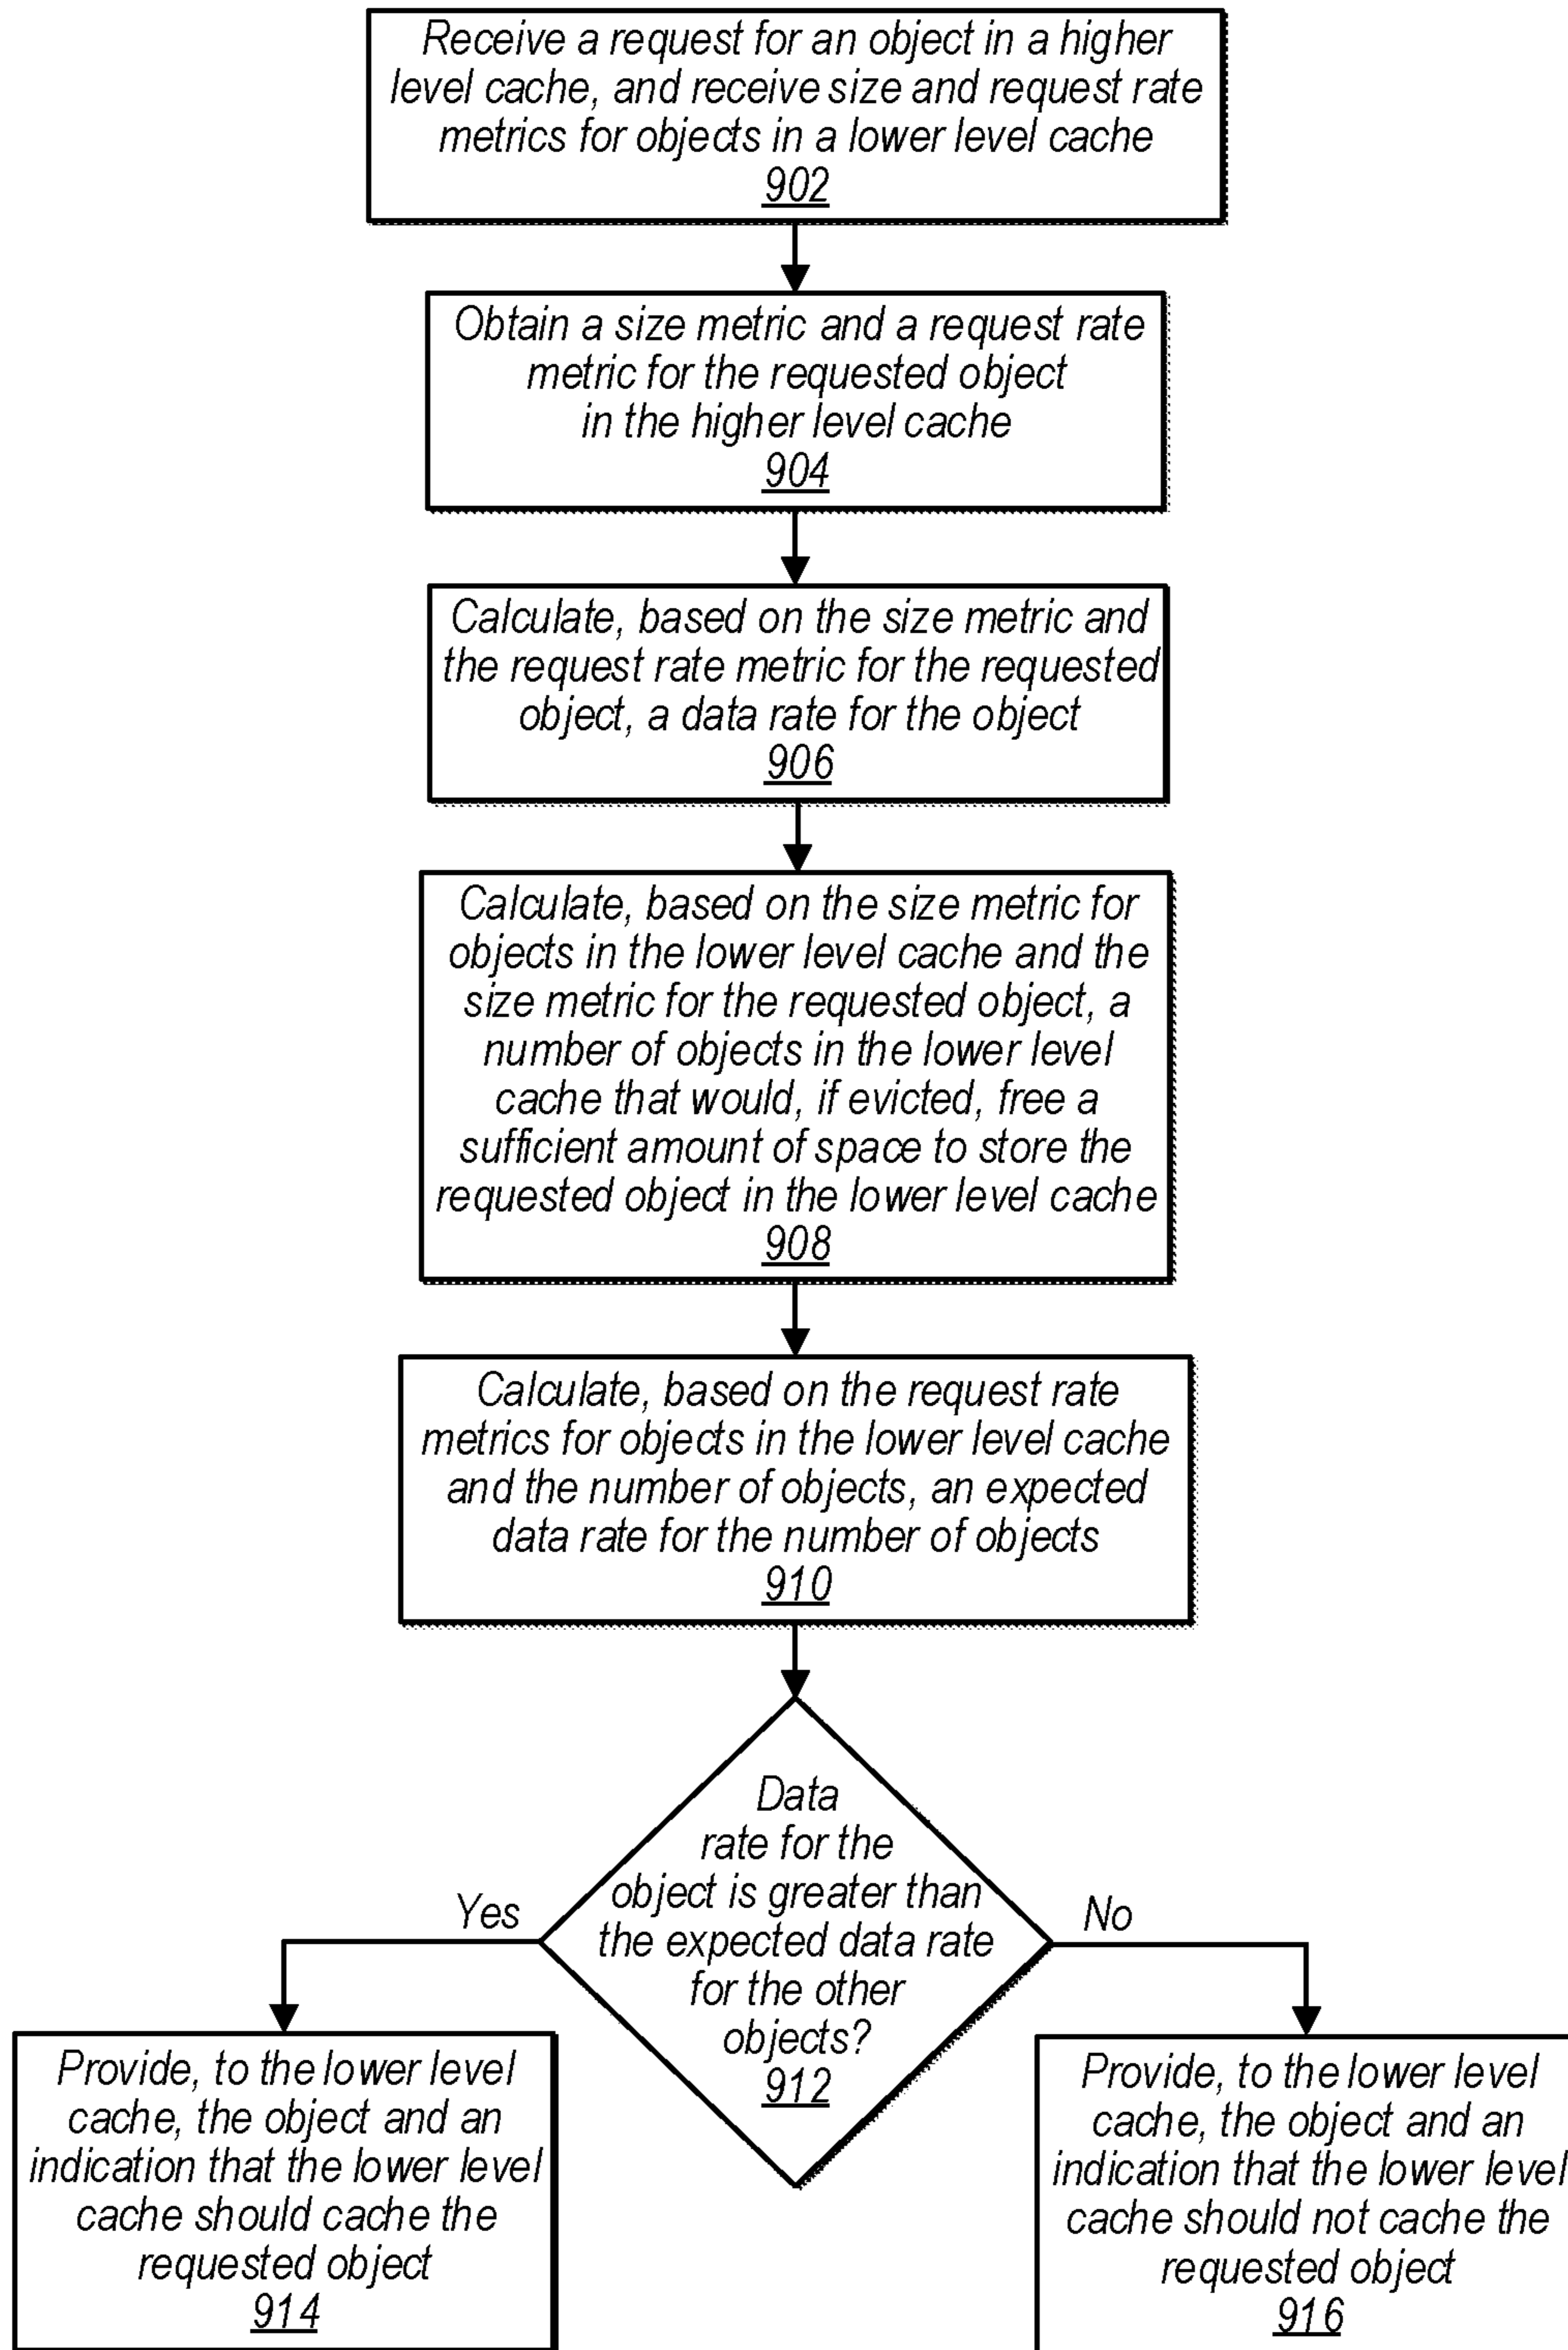 Receive a request for an object in a higher
level cache, and receive size and request rate
metrics for objects in a lower level cache
902
Obtain a size metric and a request rate
metric for the requested object
in the higher level cache
904
Calculate, based on the size metric and
the request rate metric for the requested
object, a data rate for the object
906
Calculate, based on the size metric for
objects in the lower level cache and the
size metric for the requested object, a
number of objects in the lower level
cache that would, if evicted, free a
sufficient amount of space to store the
requested object in the lower level cache
908
Calculate, based on the request rate
metrics for objects in the lower level cache
and the number of objects, an expected
data rate for the number of objects
910
Data
rate for the
object is greater than
the expected data rate
for the other
objects?
912
Yes
No
Provide, to the lower level
cache, the object and an
indication that the lower level
cache should cache the
requested object
914
Provide, to the lower level
cache, the object and an
indication that the lower level
cache should not cache the
requested object
916